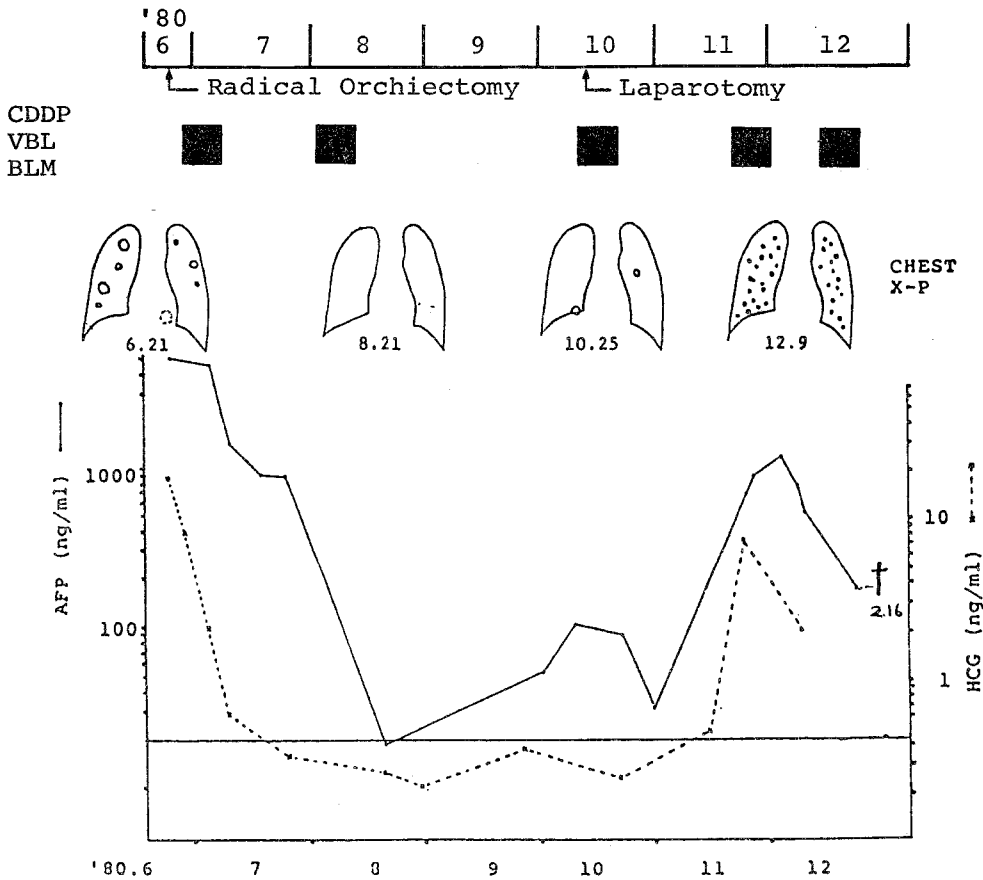 '80
6 7 8 9 10 11 12
Radical Orchiectomy Laparotomy
CDDP
VBL
BLM
CHEST
X-P
6.21 8.21 10.25 12.9
AFP (ng/ml)
1000
100
HCG (ng/ml)
10
1
† 2.16
'80.6 7 8 9 10 11 12